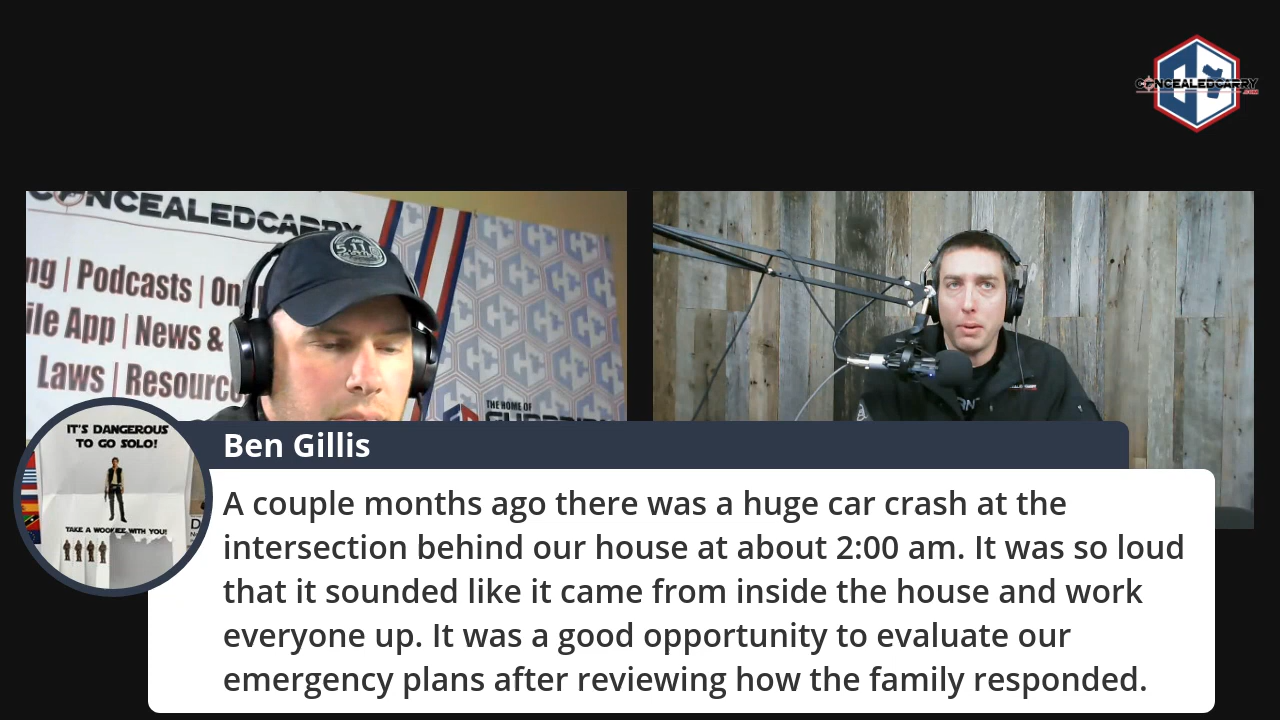 CONCEALEDCARRY
.COM
CONCEALEDCARRY
ng | Podcasts | On
ile App | News &
Laws | Resourc
5.11
THE HOME OF
IT'S DANGEROUS
TO GO SOLO!
TAKE A WOOKIEE WITH YOU!
Ben Gillis
A couple months ago there was a huge car crash at the
intersection behind our house at about 2:00 am. It was so loud
that it sounded like it came from inside the house and work
everyone up. It was a good opportunity to evaluate our
emergency plans after reviewing how the family responded.